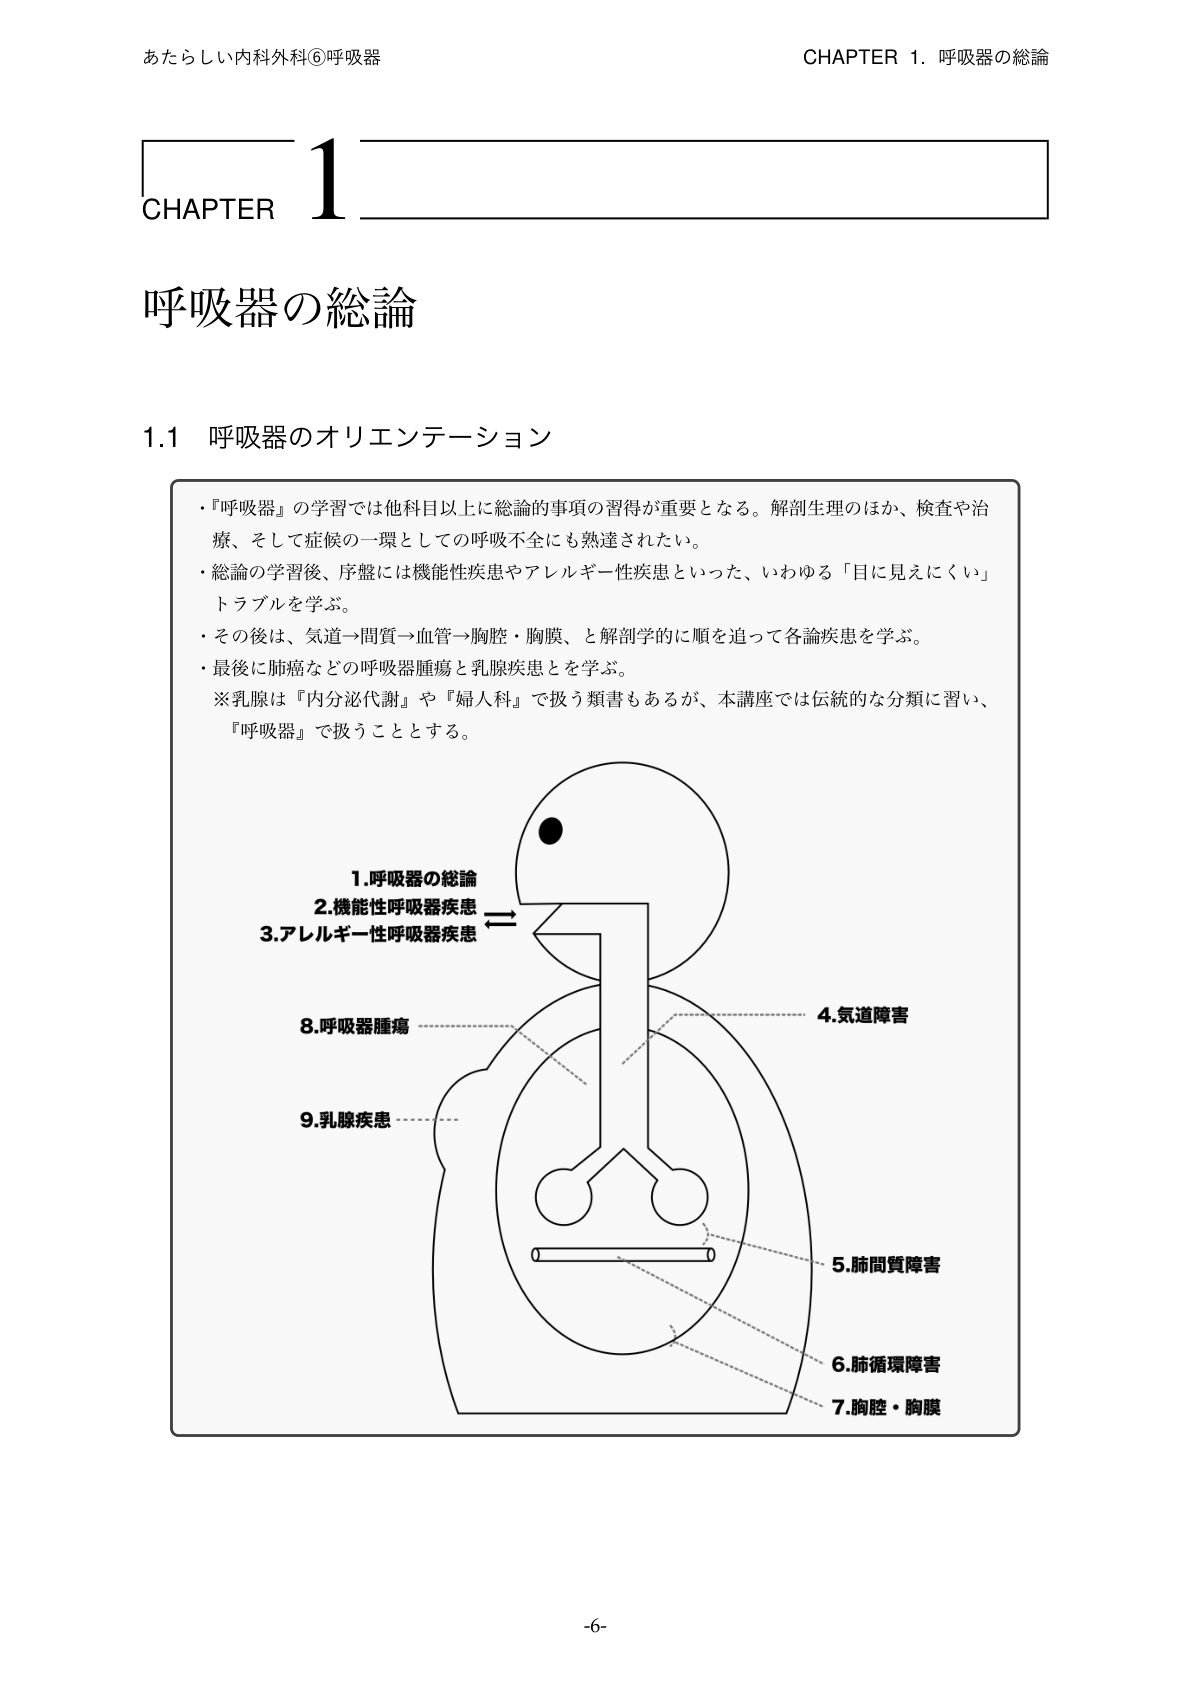 あたらしい内科外科⑥呼吸器
CHAPTER 1. 呼吸器の総論
CHAPTER 1
呼吸器の総論
1.1 呼吸器のオリエンテーション
・『呼吸器』の学習では他科目以上に総論的事項の習得が重要となる。解剖生理のほか、検査や治
療、そして症候の一環としての呼吸不全にも熟達されたい。
・総論の学習後、序盤には機能性疾患やアレルギー性疾患といった、いわゆる「目に見えにくい」
トラブルを学ぶ。
・その後は、気道→間質→血管→胸腔・胸膜、と解剖学的に順を追って各論疾患を学ぶ。
・最後に肺癌などの呼吸器腫瘍と乳腺疾患とを学ぶ。
※乳腺は『内分泌代謝』や『婦人科』で扱う類書もあるが、本講座では伝統的な分類に習い、
『呼吸器』で扱うこととする。
1.呼吸器の総論
2.機能性呼吸器疾患
3.アレルギー性呼吸器疾患
8.呼吸器腫瘍
4.気道障害
9.乳腺疾患
5.肺間質障害
6.肺循環障害
7.胸腔・胸膜
-6-